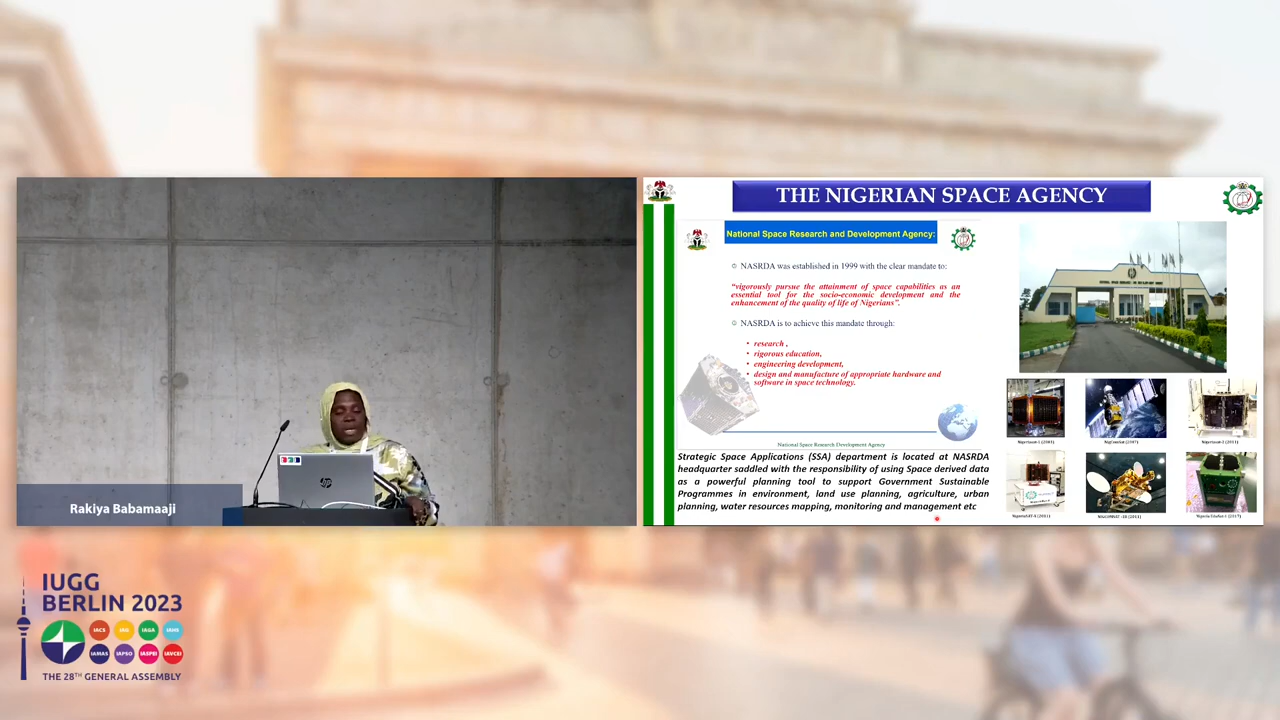 THE NIGERIAN SPACE AGENCY
National Space Research and Development Agency:
NASRDA was established in 1999 with the clear mandate to:
"vigorously pursue the attainment of space capabilities as an
essential tool for the socio-economic development and the
enhancement of the quality of life of Nigerians".
NASRDA is to achieve this mandate through:
• research ,
• rigorous education,
• engineering development,
• design and manufacture of appropriate hardware and
software in space technology.
National Space Research Development Agency
Strategic Space Applications (SSA) department is located at NASRDA
headquarter saddled with the responsibility of using Space derived data
as a powerful planning tool to support Government Sustainable
Programmes in environment, land use planning, agriculture, urban
planning, water resources mapping, monitoring and management etc
hp
Rakiya Babamaaji
IUGG
BERLIN 2023
IACS
IAG
IAGA
IAHS
IAMAS
IAPSO
IASPEI
IAVCEI
THE 28TH GENERAL ASSEMBLY